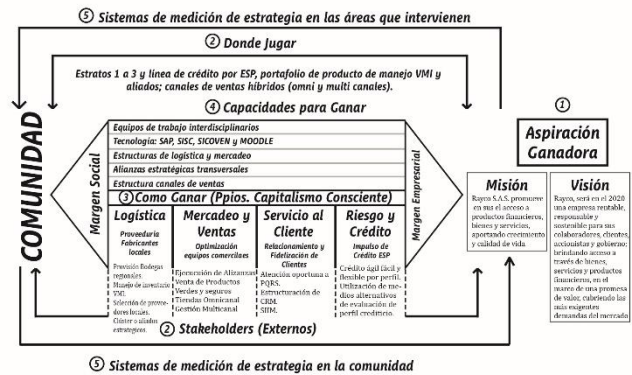 ⑤ Sistemas de medición de estrategia en las áreas que intervienen
② Donde Jugar
Estratos 1 a 3 y línea de crédito por ESP, portafolio de producto de manejo VMI y
aliados; canales de ventas híbridos (omni y multi canales).
④ Capacidades para Ganar
COMUNIDAD
Margen Social
Equipos de trabajo interdisciplinarios
Tecnología: SAP, SISC, SICOVEN y MOODLE
Estructuras de logística y mercadeo
Alianzas estratégicas transversales
Estructura canales de ventas
③ Como Ganar (Ppios. Capitalismo Consciente)
Logística
Proveeduria
Fabricantes
locales
Provisión Bodegas
regionales.
Manejo de inventario
VMI.
Selección de provee-
dores locales.
Clúster o aliados
estrategicos.
Mercadeo y
Ventas
Optimización
equipos comerciales
Ejecución de Alianzas
Venta de Productos
Verdes y seguros
Tiendas Omnicanal
Gestión Multicanal
Servicio al
Cliente
Relacionamiento y
Fidelización de
Clientes
Atención oportuna a
PQRS.
Estructuración de
CRM.
SIIM.
Riesgo y
Crédito
Impulso de
Crédito ESP
Crédito ágil fácil y
flexible por perfil.
Utilización de me-
dios alternativos
de evaluación de
perfil crediticio.
Margen Empresarial
① 
Aspiración
Ganadora
Misión
Rayco S.A.S. promueve
en sus el acceso a
productos financieros,
bienes y servicios,
aportando crecimiento
y calidad de vida
Visión
Rayco, será en el 2020
una empresa rentable,
responsable y
sostenible para sus
colaboradores, clientes,
accionistas y gobierno;
brindando acceso
a través de bienes,
servicios y productos
financieros, en el
marco de una promesa
de valor, cubriendo las
más exigentes
demandas del mercado
② Stakeholders (Externos)
⑤ Sistemas de medición de estrategia en la comunidad